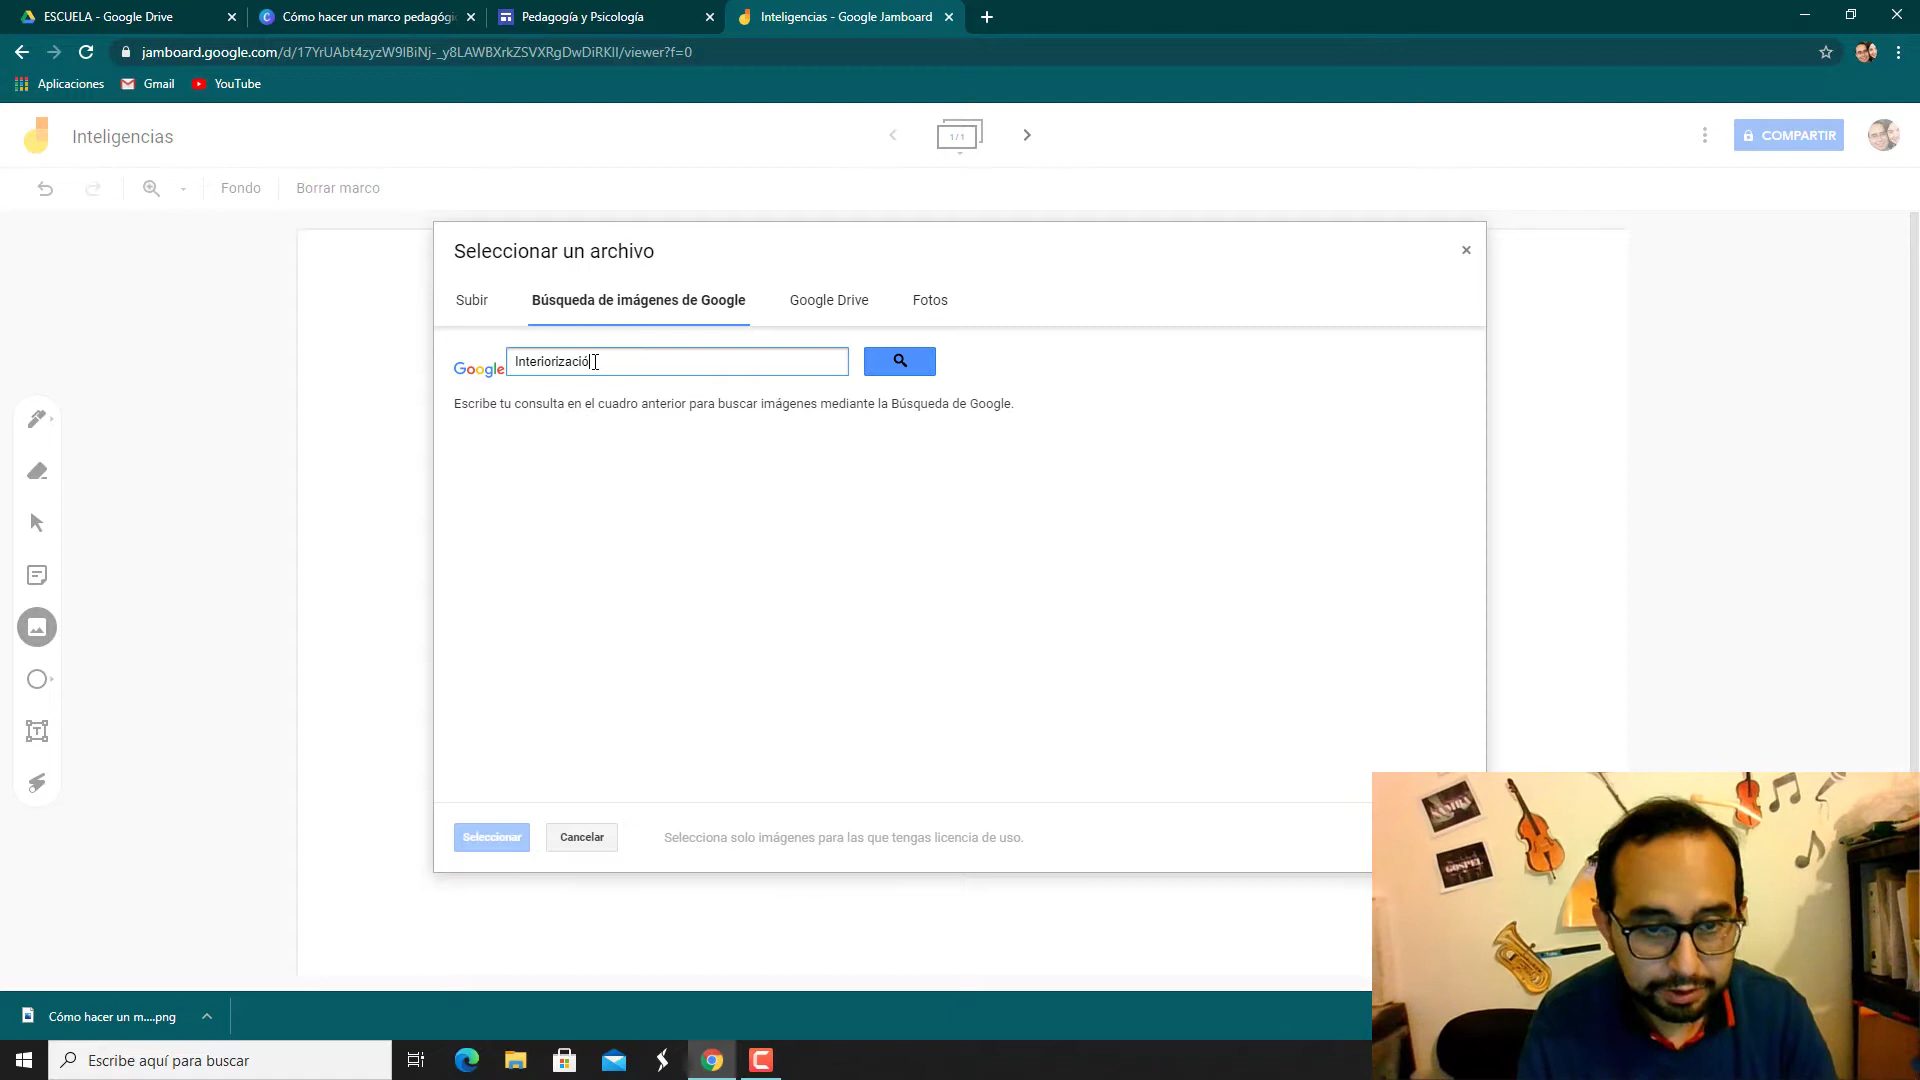 ESCUELA - Google Drive
Cómo hacer un marco pedagógic
Pedagogía y Psicología
Inteligencias - Google Jamboard
jamboard.google.com/d/17YrUAbt4zyzW9lBiNj-_y8LAWBXrkZSVXRgDwDiRKlI/viewer?f=0
Aplicaciones
Gmail
YouTube
Inteligencias
1 / 1
COMPARTIR
Fondo
Borrar marco
Seleccionar un archivo
Subir
Búsqueda de imágenes de Google
Google Drive
Fotos
Google
Interiorizació
Escribe tu consulta en el cuadro anterior para buscar imágenes mediante la Búsqueda de Google.
Seleccionar
Cancelar
Selecciona solo imágenes para las que tengas licencia de uso.
SAMBA
GOSPEL
Cómo hacer un m....png
Escribe aquí para buscar